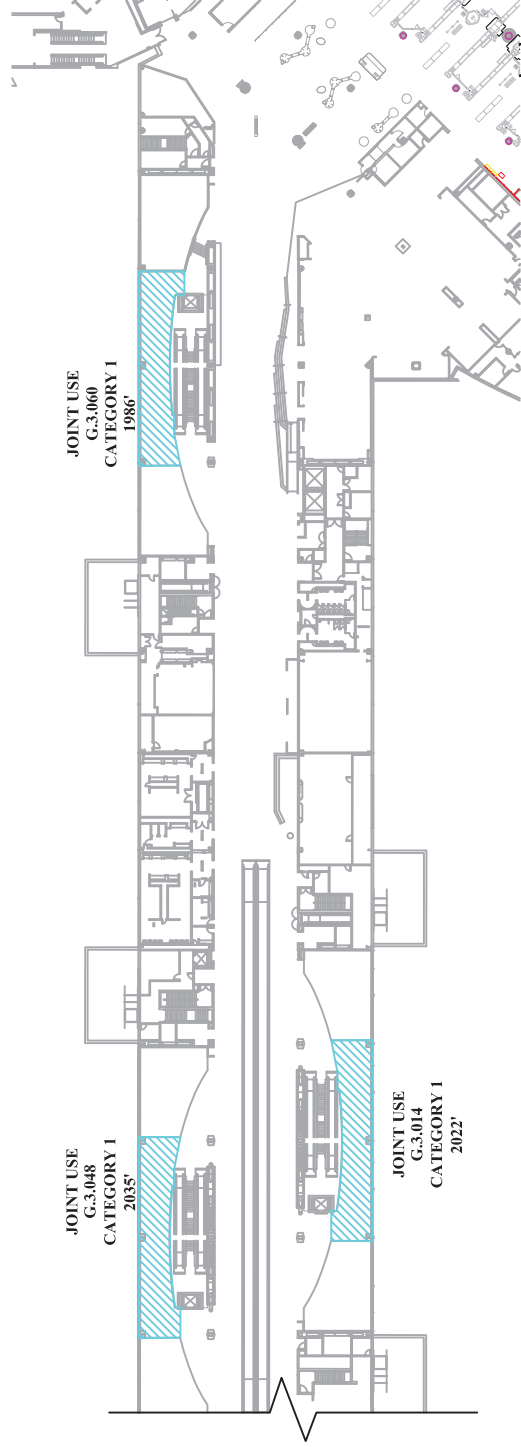 JOINT USE
G.3.060
CATEGORY 1
1986'
JOINT USE
G.3.048
CATEGORY 1
2035'
JOINT USE
G.3.014
CATEGORY 1
2022'